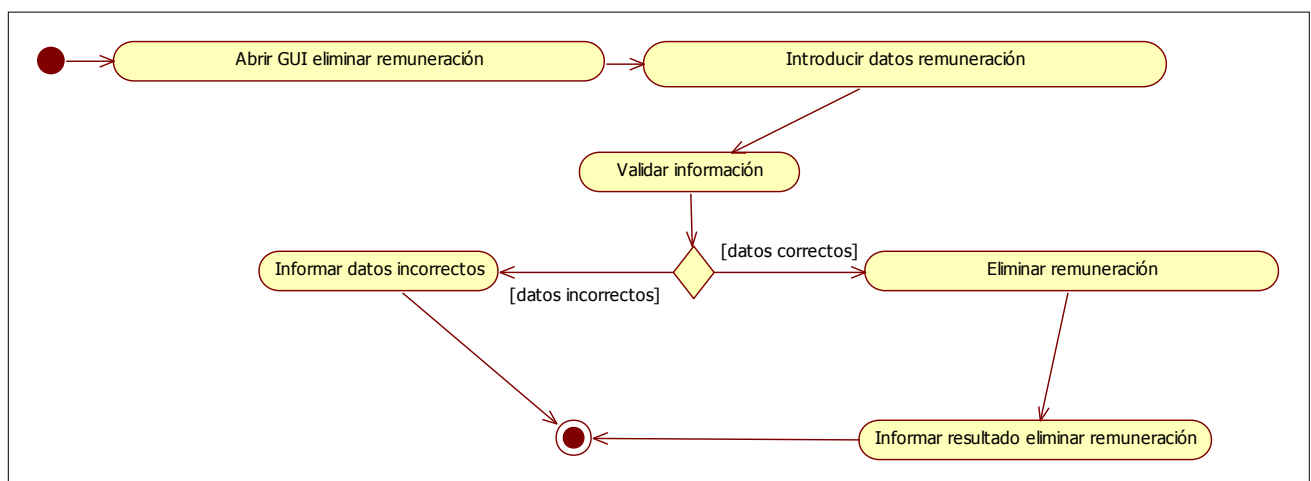 Abrir GUI eliminar remuneración
Introducir datos remuneración
Validar información
[datos correctos]
Informar datos incorrectos
Eliminar remuneración
[datos incorrectos]
Informar resultado eliminar remuneración